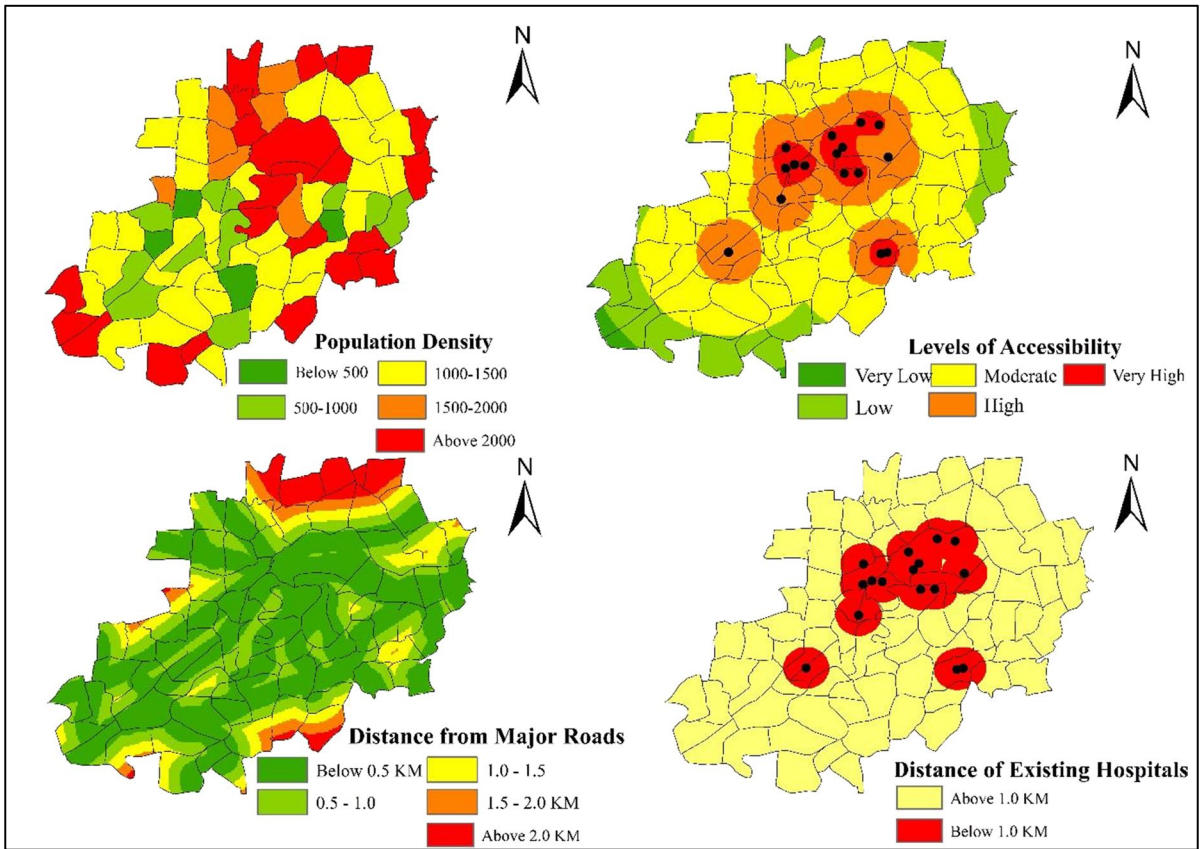 N
N
Population Density
Below 500
1000-1500
500-1000
1500-2000
Above 2000
Levels of Accessibility
Very Low
Moderate
Very High
Low
High
N
N
Distance from Major Roads
Below 0.5 KM
1.0 - 1.5
0.5 - 1.0
1.5 - 2.0 KM
Above 2.0 KM
Distance of Existing Hospitals
Above 1.0 KM
Below 1.0 KM